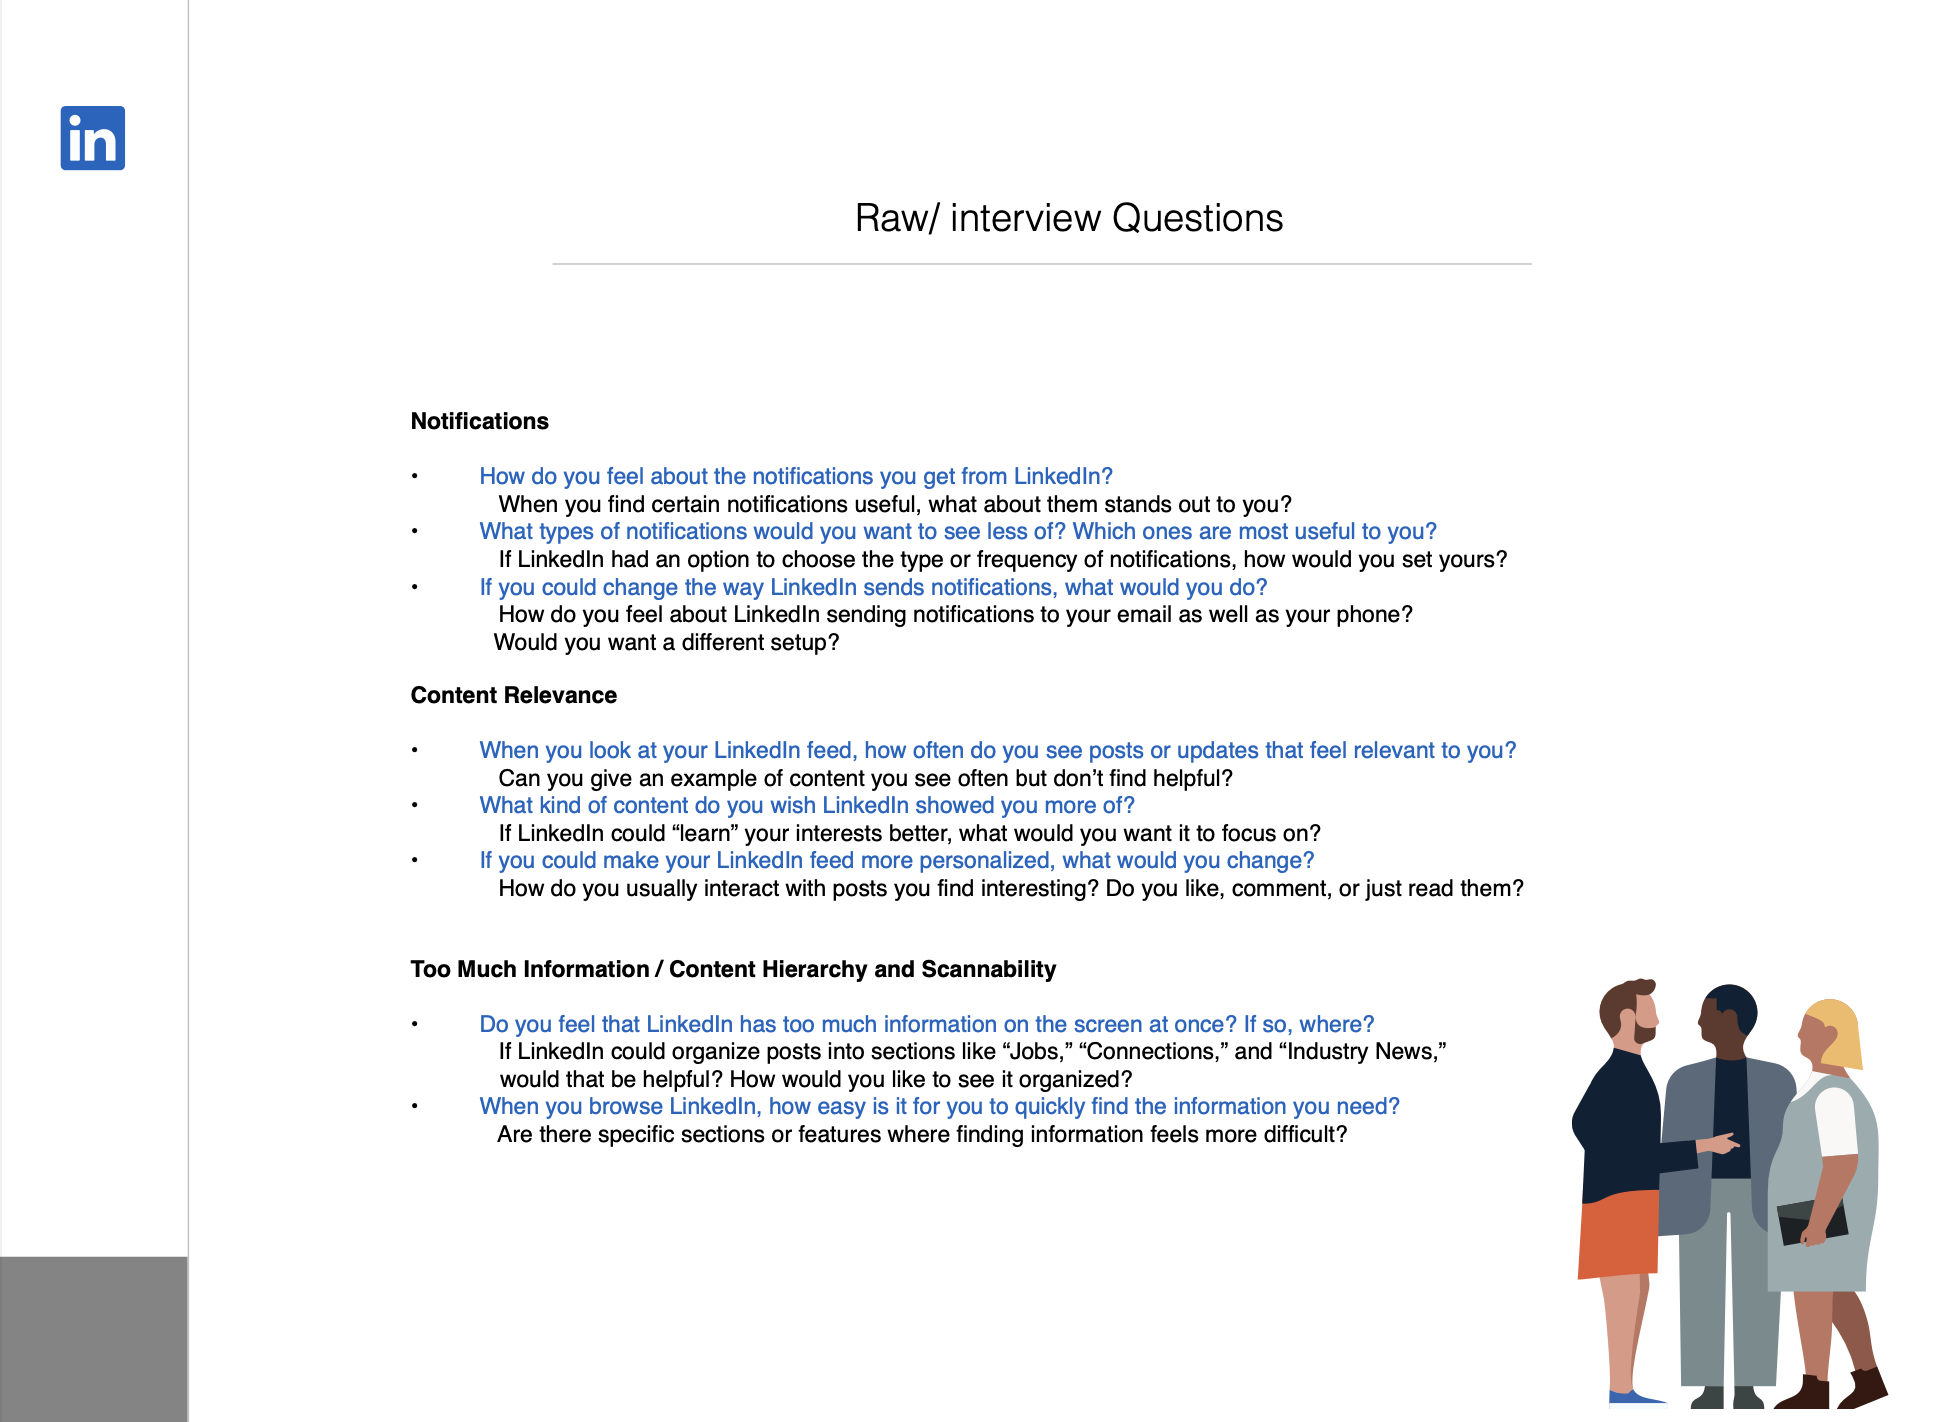 in
Raw/ interview Questions
Notifications
• How do you feel about the notifications you get from LinkedIn?
When you find certain notifications useful, what about them stands out to you?
• What types of notifications would you want to see less of? Which ones are most useful to you?
If LinkedIn had an option to choose the type or frequency of notifications, how would you set yours?
• If you could change the way LinkedIn sends notifications, what would you do?
How do you feel about LinkedIn sending notifications to your email as well as your phone?
Would you want a different setup?
Content Relevance
• When you look at your LinkedIn feed, how often do you see posts or updates that feel relevant to you?
Can you give an example of content you see often but don’t find helpful?
• What kind of content do you wish LinkedIn showed you more of?
If LinkedIn could “learn” your interests better, what would you want it to focus on?
• If you could make your LinkedIn feed more personalized, what would you change?
How do you usually interact with posts you find interesting? Do you like, comment, or just read them?
Too Much Information / Content Hierarchy and Scannability
• Do you feel that LinkedIn has too much information on the screen at once? If so, where?
If LinkedIn could organize posts into sections like “Jobs,” “Connections,” and “Industry News,”
would that be helpful? How would you like to see it organized?
• When you browse LinkedIn, how easy is it for you to quickly find the information you need?
Are there specific sections or features where finding information feels more difficult?